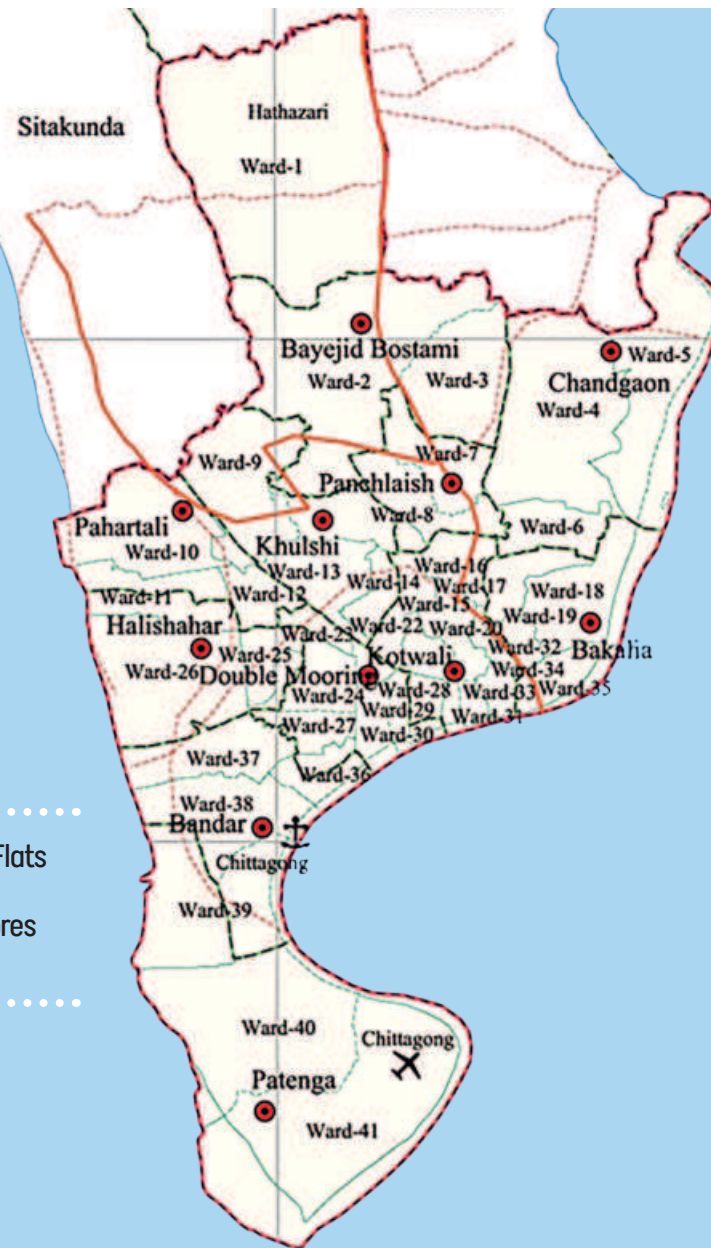 Hathazari
Sitakunda
Ward-1
Bayejid Bostami
Ward-2
Ward-3
Ward-5
Chandgaon
Ward-4
Ward-7
Ward-9
Panchlaish
Ward-8
Pahartali
Ward-10
Khulshi
Ward-6
Ward-13
Ward-16
Ward-14
Ward-17
Ward-11
Ward-12
Ward-15
Ward-18
Ward-19
Halishahar
Ward-23
Ward-22
Ward-20
Ward-32
Bakalia
Ward-25
Kotwali
Ward-26
Double Mooring
Ward-34
Ward-24
Ward-28
Ward-33
Ward-35
Ward-29
Ward-31
Ward-27
Ward-30
Ward-37
Ward-36
Ward-38
Bandar
Flats
Chittagong
Ward-39
res
Ward-40
Chittagong
Patenga
Ward-41